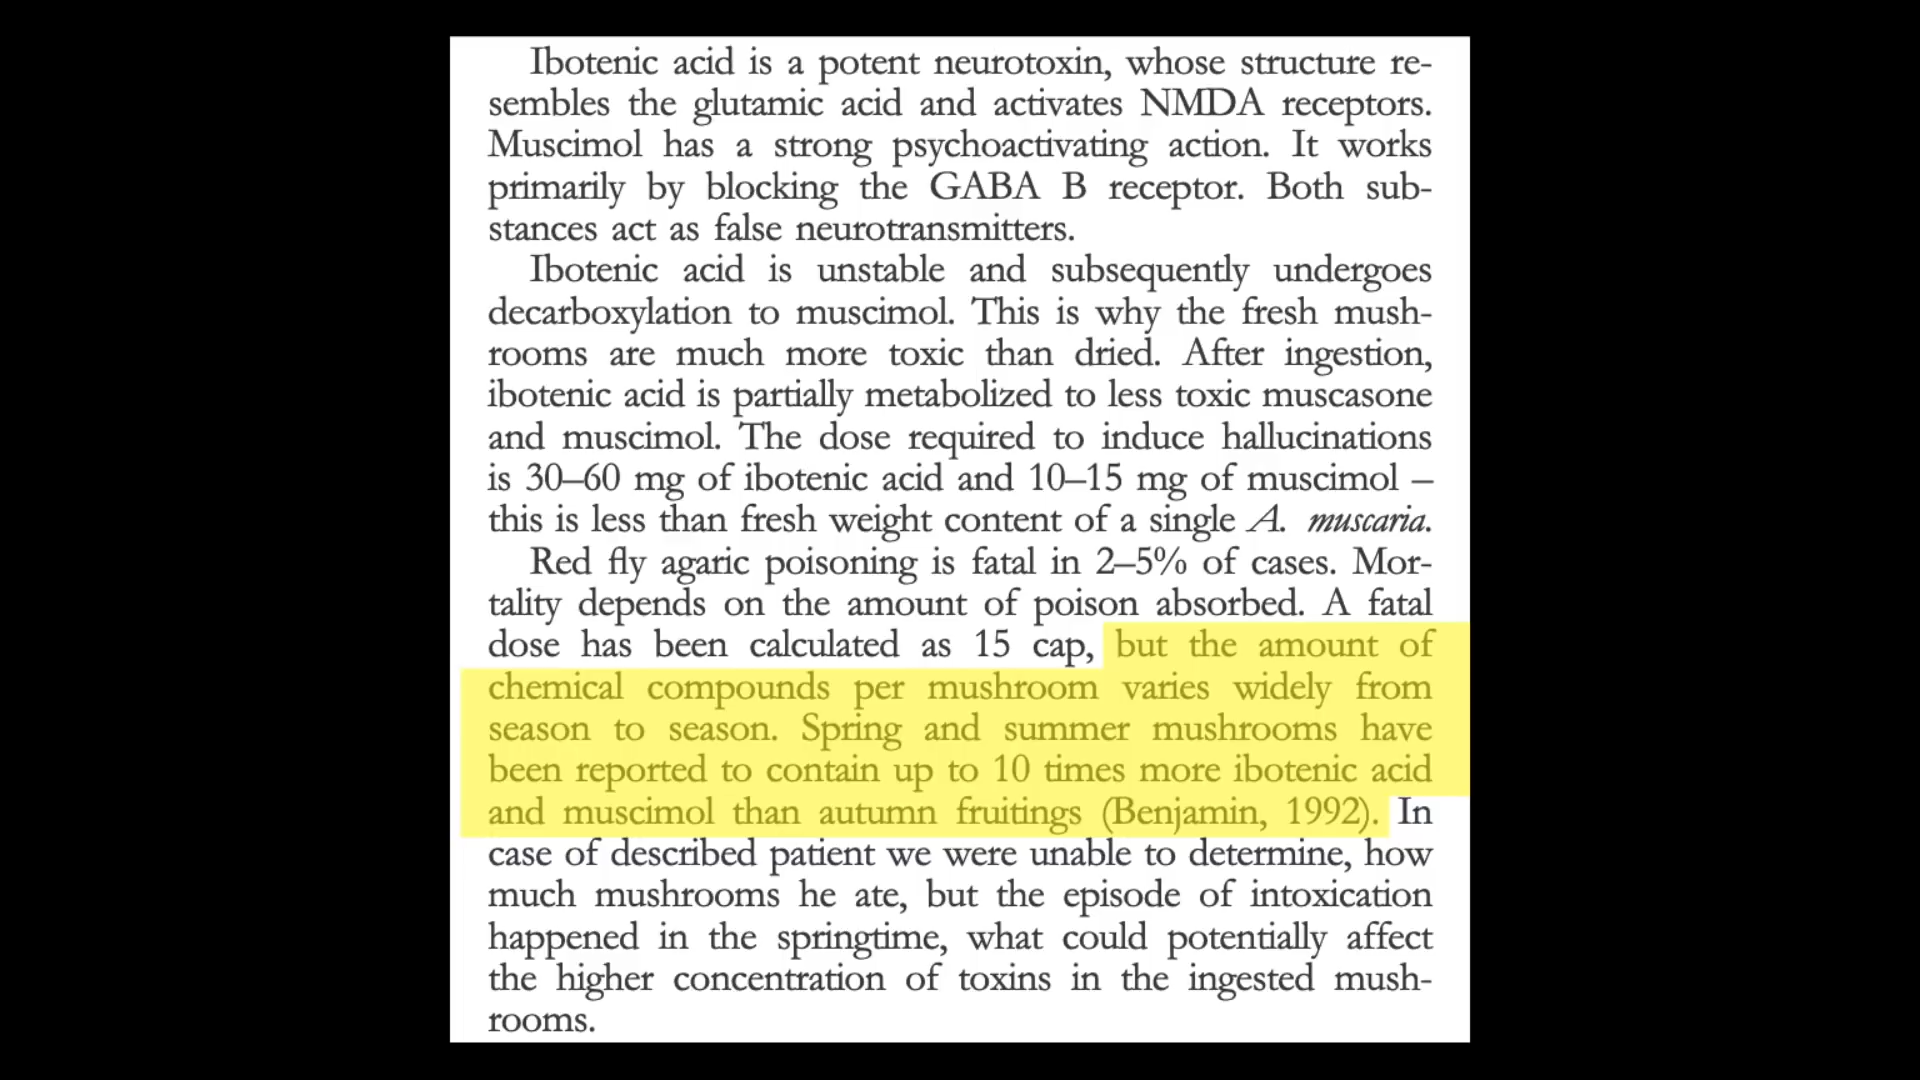 Ibotenic acid is a potent neurotoxin, whose structure re-
sembles the glutamic acid and activates NMDA receptors.
Muscimol has a strong psychoactivating action. It works
primarily by blocking the GABA B receptor. Both sub-
stances act as false neurotransmitters.
Ibotenic acid is unstable and subsequently undergoes
decarboxylation to muscimol. This is why the fresh mush-
rooms are much more toxic than dried. After ingestion,
ibotenic acid is partially metabolized to less toxic muscasone
and muscimol. The dose required to induce hallucinations
is 30–60 mg of ibotenic acid and 10–15 mg of muscimol –
this is less than fresh weight content of a single A. muscaria.
Red fly agaric poisoning is fatal in 2–5% of cases. Mor-
tality depends on the amount of poison absorbed. A fatal
dose has been calculated as 15 cap, but the amount of
chemical compounds per mushroom varies widely from
season to season. Spring and summer mushrooms have
been reported to contain up to 10 times more ibotenic acid
and muscimol than autumn fruitings (Benjamin, 1992). In
case of described patient we were unable to determine, how
much mushrooms he ate, but the episode of intoxication
happened in the springtime, what could potentially affect
the higher concentration of toxins in the ingested mush-
rooms.